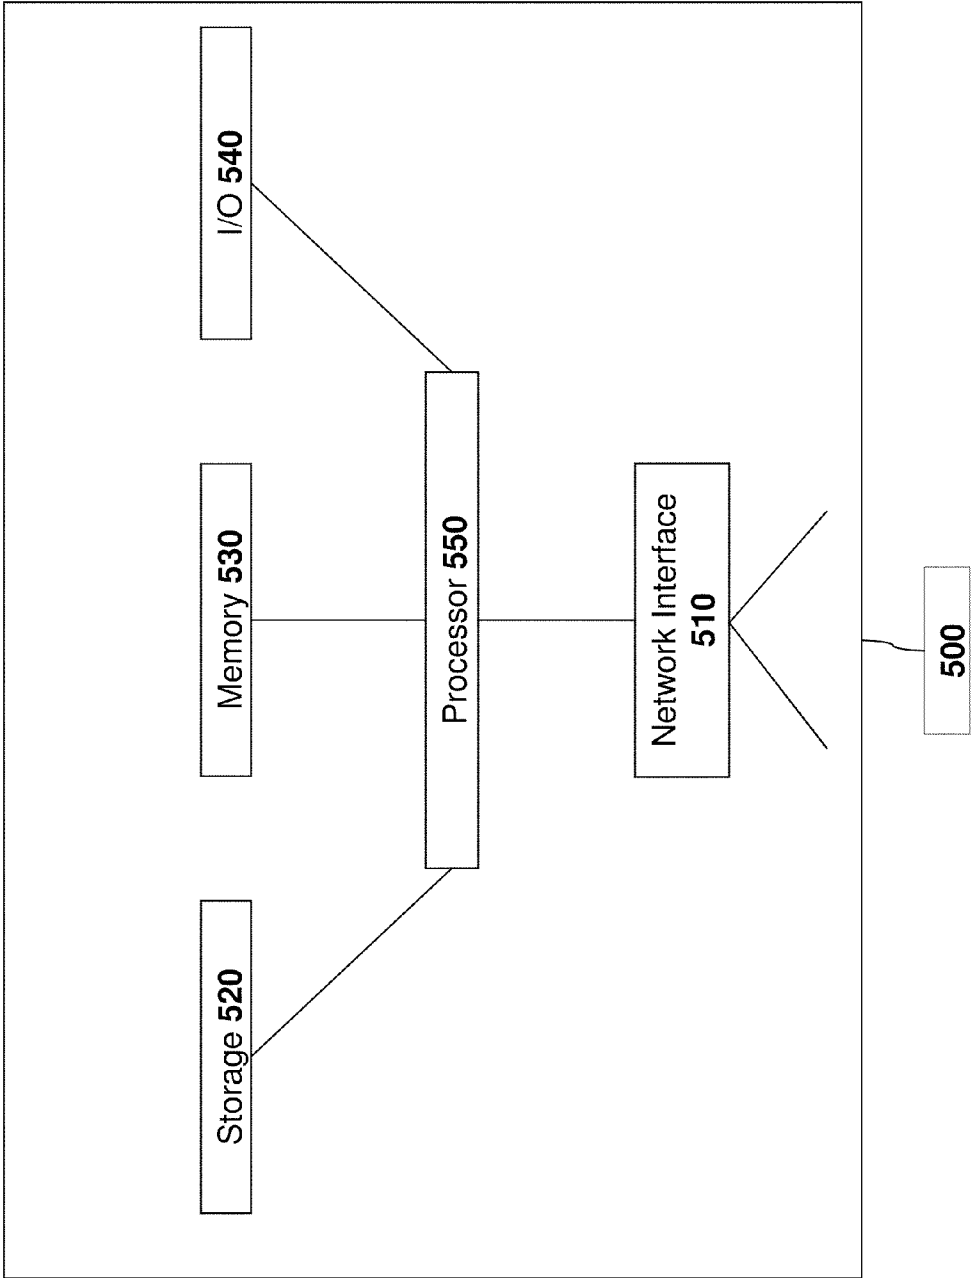 Storage 520
Memory 530
I/O 540
Processor 550
Network Interface
510
500